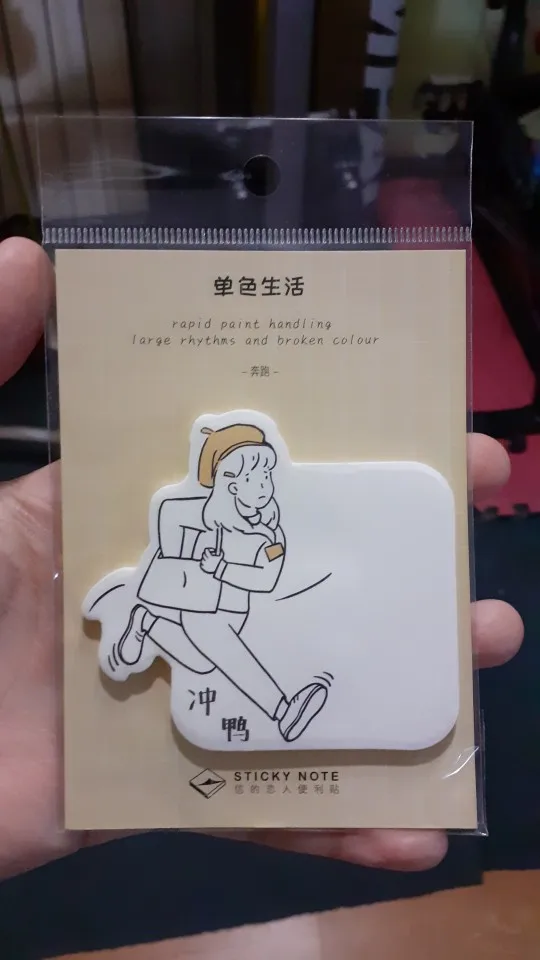 单色生活
rapid paint handling
large rhythms and broken colour
- 奔跑 -
冲
鸭
STICKY NOTE
信的恋人便利贴